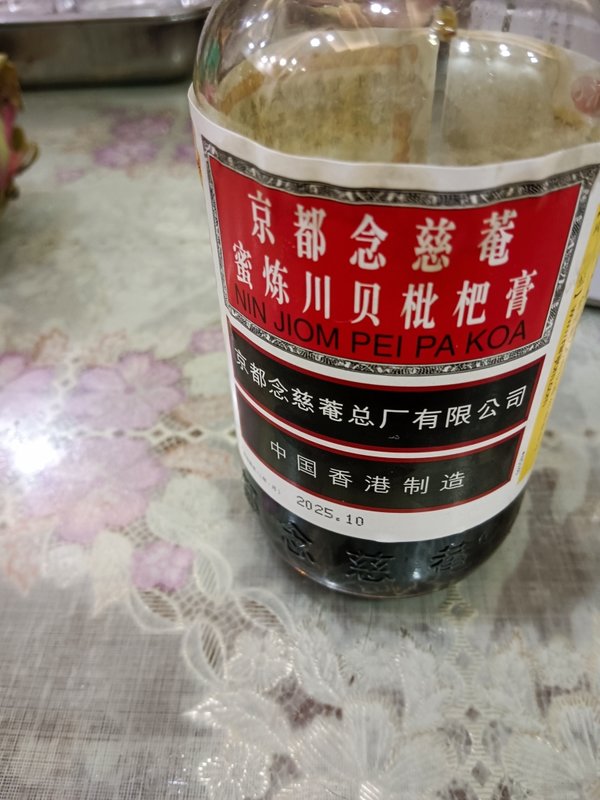 京都念慈菴
蜜炼川贝枇杷膏
NIN JIOM PEI PA KOA
京都念慈菴总厂有限公司
中国香港制造
2025.10
念慈菴